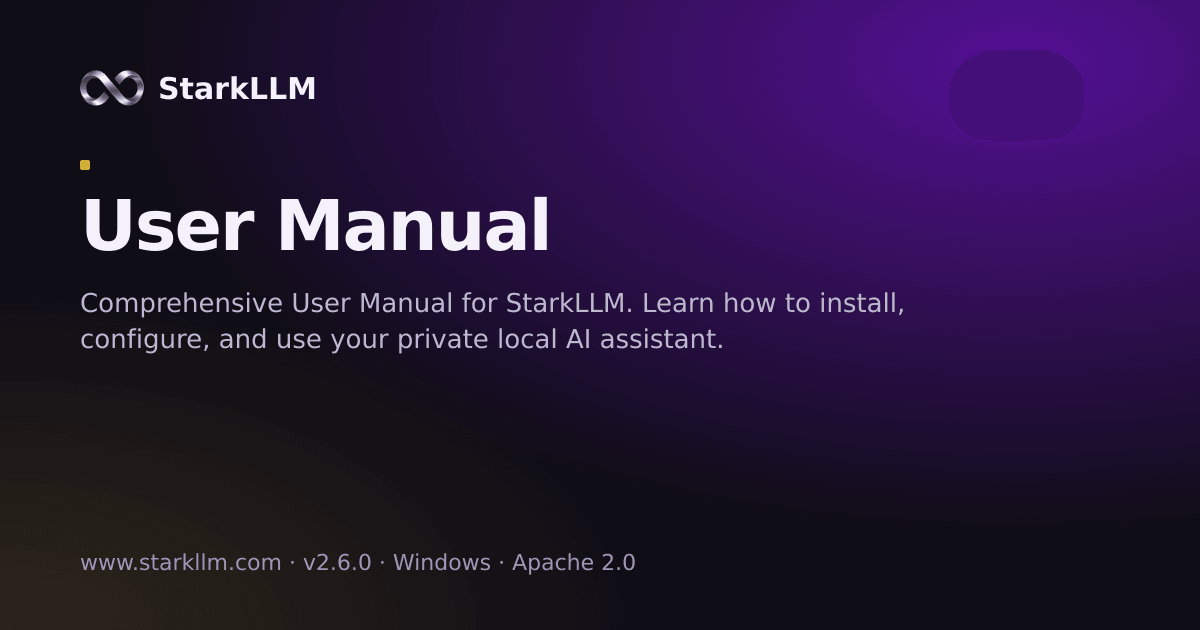 StarkLLM
User Manual
Comprehensive User Manual for StarkLLM. Learn how to install,
configure, and use your private local AI assistant.
www.starkllm.com · v2.6.0 · Windows · Apache 2.0